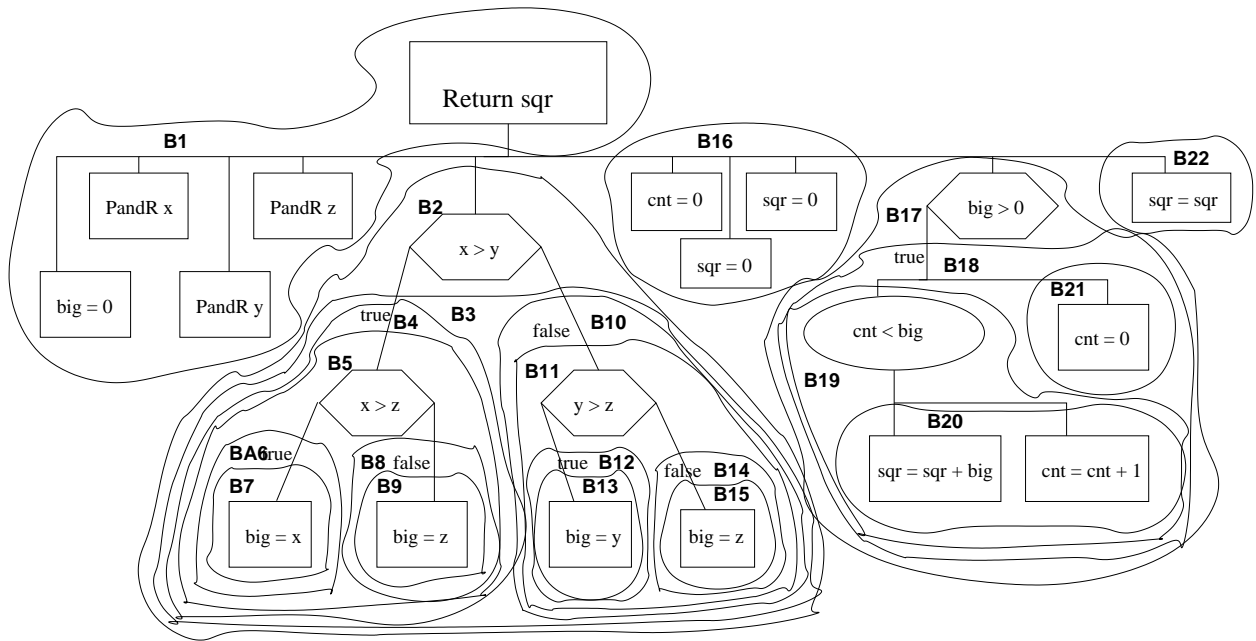 Return sqr
B1
B16
B22
PandR x
PandR z
B2
cnt = 0
sqr = 0
B17
big > 0
sqr = sqr
x > y
sqr = 0
true
B18
big = 0
PandR y
true
B4
B3
false
B10
B21
cnt < big
cnt = 0
B5
B11
B19
x > z
y > z
B20
BA6
true
B8
false
true
B12
false
B14
sqr = sqr + big
cnt = cnt + 1
B7
B9
B13
B15
big = x
big = z
big = y
big = z